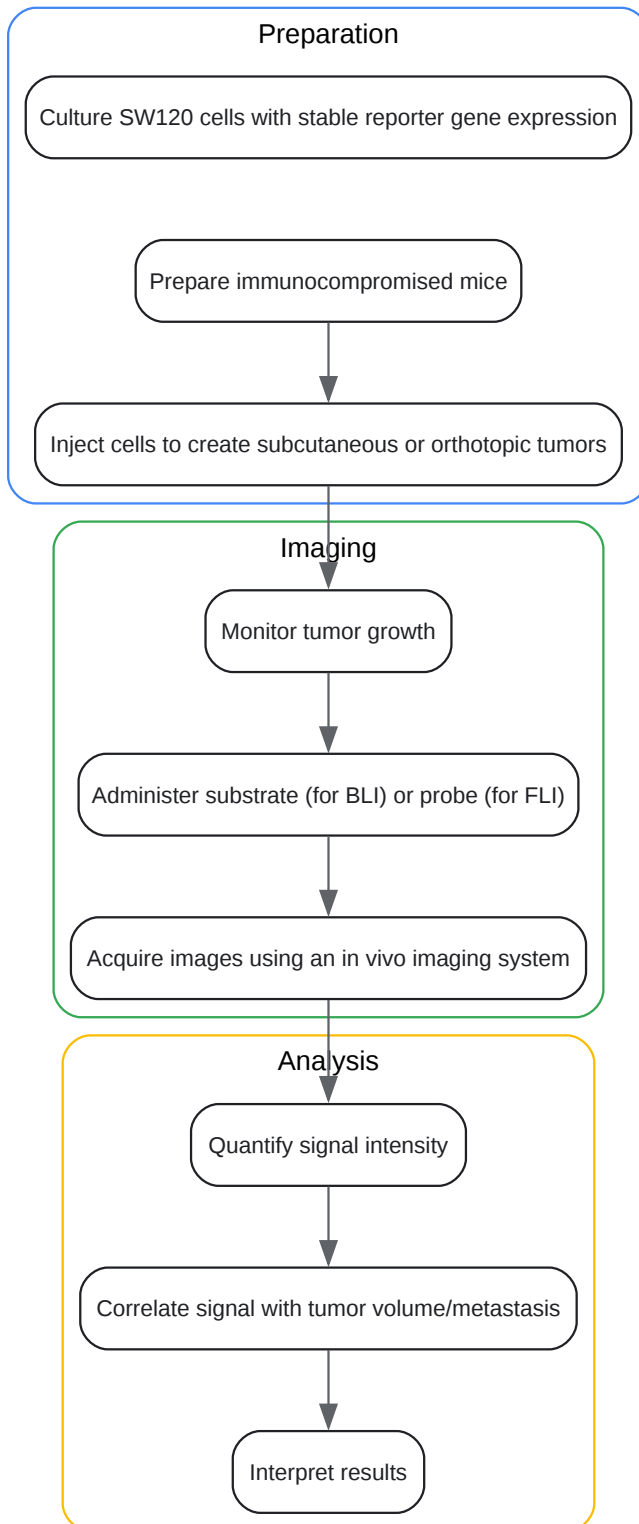 Preparation
Culture SW120 cells with stable reporter gene expression
Prepare immunocompromised mice
Inject cells to create subcutaneous or orthotopic tumors
Imaging
Monitor tumor growth
Administer substrate (for BLI) or probe (for FLI)
Acquire images using an in vivo imaging system
Analysis
Quantify signal intensity
Correlate signal with tumor volume/metastasis
Interpret results